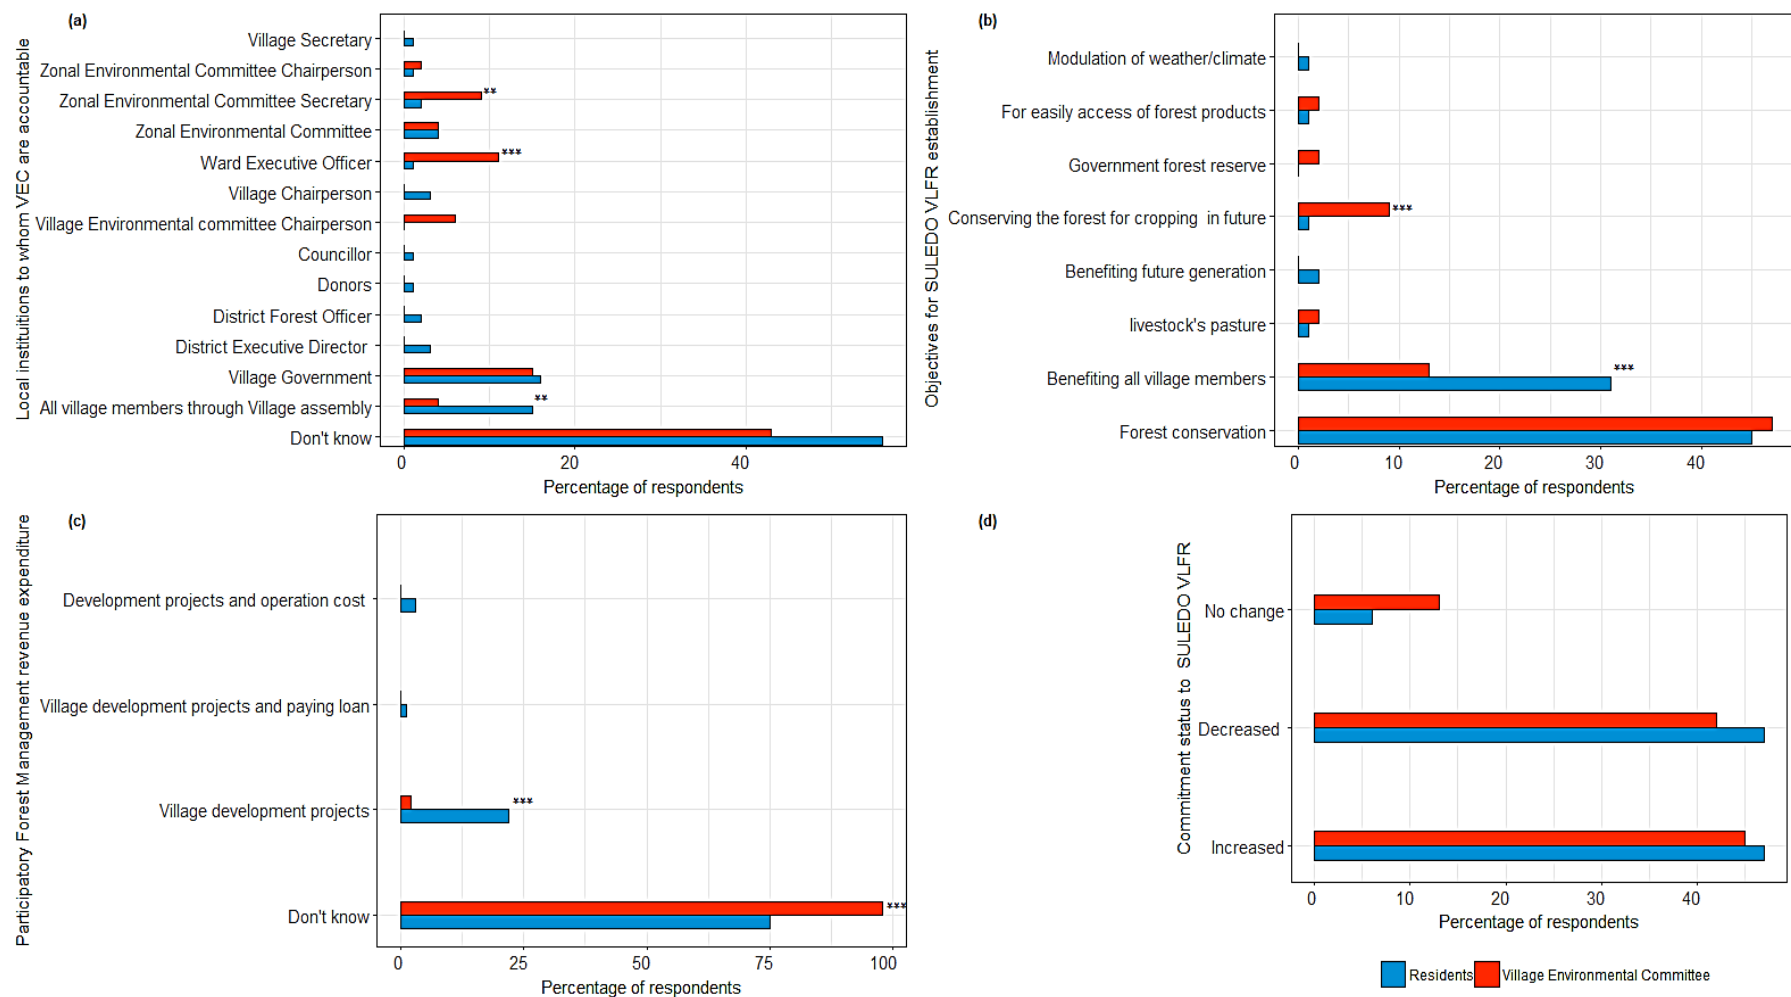 (a)
Local instituitions to whom VEC are accountable
Village Secretary
Zonal Environmental Committee Chairperson
Zonal Environmental Committee Secretary
**
Zonal Environmental Committee
Ward Executive Officer
***
Village Chairperson
Village Environmental committee Chairperson
Councillor
Donors
District Forest Officer
District Executive Director
Village Government
All village members through Village assembly
**
Don't know
0 20 40
Percentage of respondents
(b)
Objectives for SULEDO VLFR establishment
Modulation of weather/climate
For easily access of forest products
Government forest reserve
Conserving the forest for cropping in future
***
Benefiting future generation
livestock's pasture
Benefiting all village members
***
Forest conservation
0 10 20 30 40
Percentage of respondents
(c)
Participatory Forest Management revenue expenditure
Development projects and operation cost
Village development projects and paying loan
Village development projects
***
Don't know
***
0 25 50 75 100
Percentage of respondents
(d)
Commitment status to SULEDO VLFR
No change
Decreased
Increased
0 10 20 30 40
Percentage of respondents
Residents Village Environmental Committee